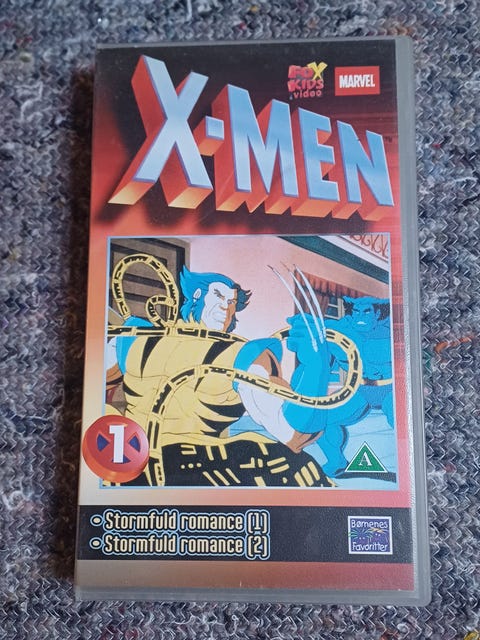 FOX
KIDS
video
MARVEL
X-MEN
1
A
• Stormfuld romance (1)
• Stormfuld romance (2)
Børnenes
Favoritter